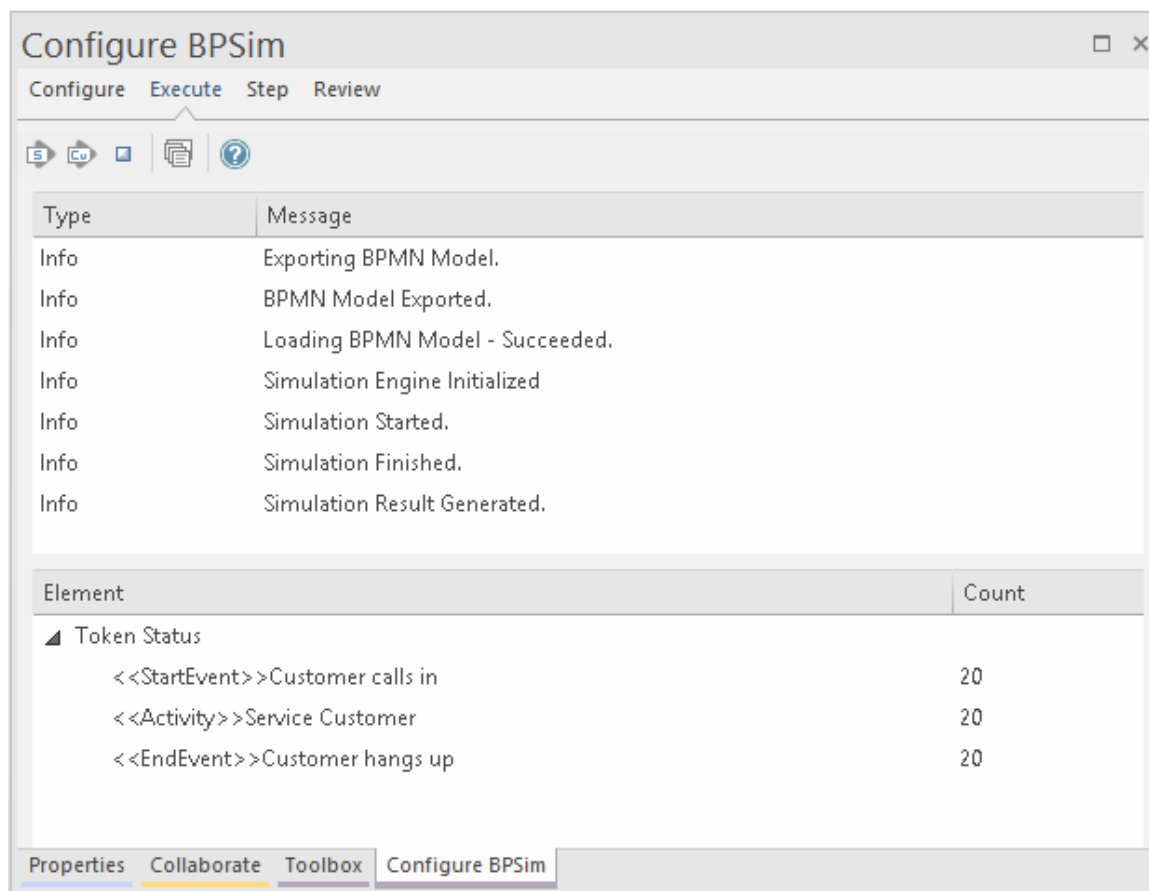 Configure BPSim
Configure Execute Step Review
S Cu ?
Type Message
Info Exporting BPMN Model.
Info BPMN Model Exported.
Info Loading BPMN Model - Succeeded.
Info Simulation Engine Initialized
Info Simulation Started.
Info Simulation Finished.
Info Simulation Result Generated.
Element Count
Token Status
<<StartEvent>>Customer calls in 20
<<Activity>>Service Customer 20
<<EndEvent>>Customer hangs up 20
Properties Collaborate Toolbox Configure BPSim